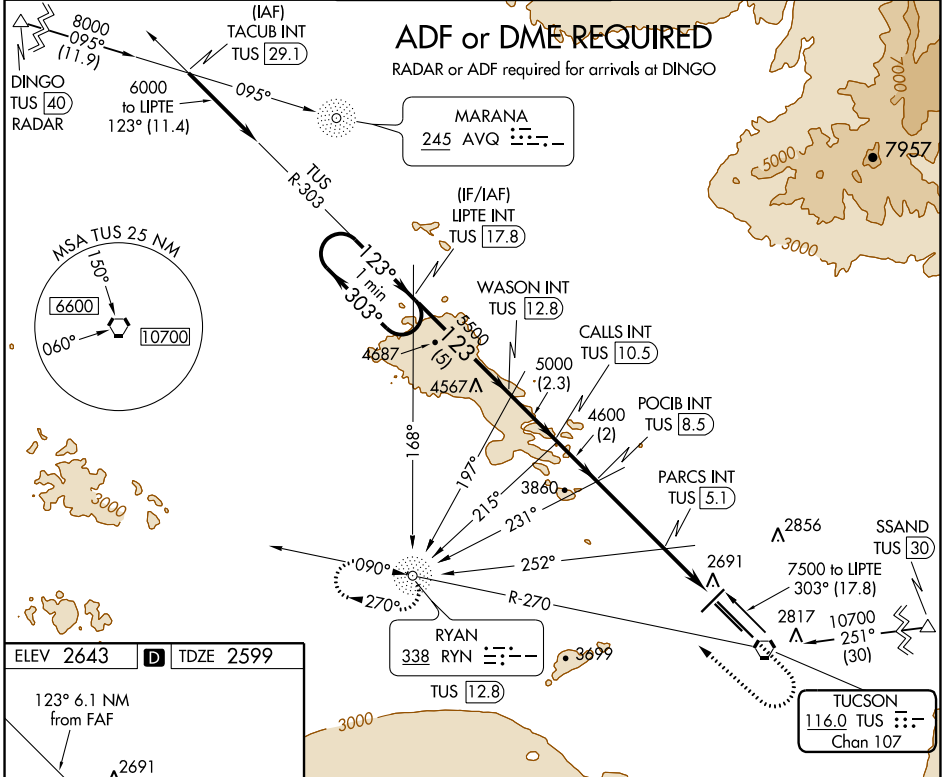 ADF or DME REQUIRED
RADAR or ADF required for arrivals at DINGO
8000
095°
(11.9)
DINGO
TUS 40
RADAR
(IAF)
TACUB INT
TUS 29.1
6000
to LIPTE
123° (11.4)
095°
MARANA
245 AVQ
7000
5000
7957
3000
TUS
R-303
(IF/IAF)
LIPTE INT
TUS 17.8
MSA TUS 25 NM
150°
6600
060°
10700
123°
1 min
303°
WASON INT
TUS 12.8
5500
123
(5)
4687
4567
CALLS INT
TUS 10.5
5000
(2.3)
4600
(2)
POCIB INT
TUS 8.5
168°
197°
215°
231°
3860
PARCS INT
TUS 5.1
3000
252°
2856
2691
SSAND
TUS 30
7500 to LIPTE
303° (17.8)
2817
10700
251°
(30)
090°
270°
R-270
RYAN
338 RYN
TUS 12.8
3699
TUCSON
116.0 TUS
Chan 107
ELEV 2643
D
TDZE 2599
123° 6.1 NM
from FAF
2691
3000